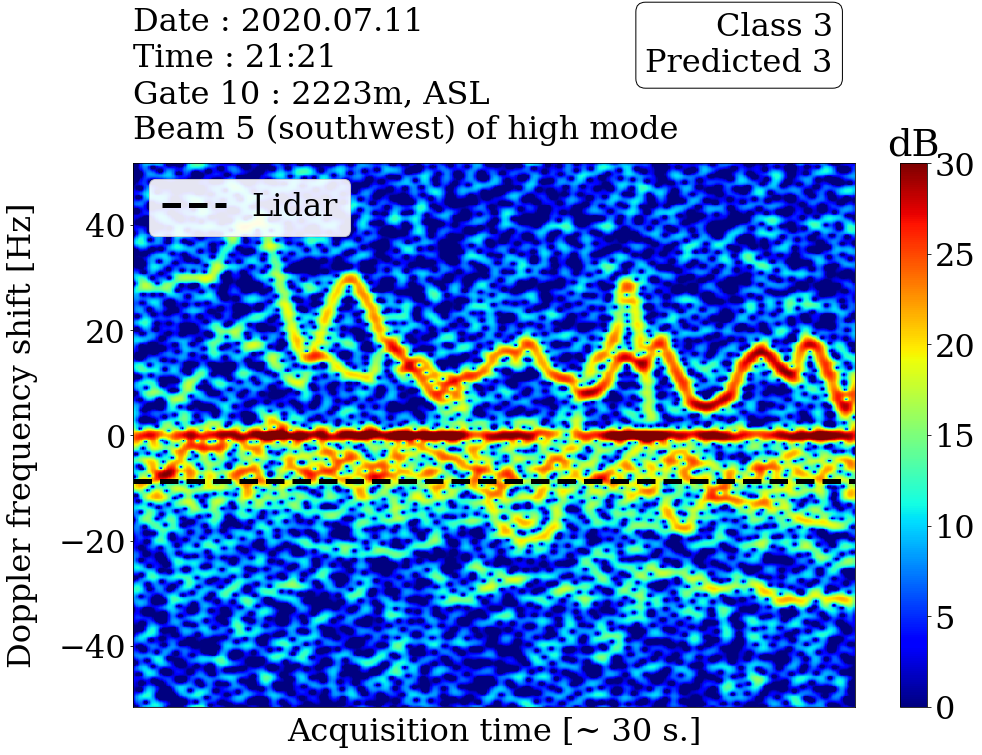 Date : 2020.07.11
Time : 21:21
Gate 10 : 2223m, ASL
Beam 5 (southwest) of high mode
Class 3
Predicted 3
dB
Lidar
Doppler frequency shift [Hz]
40
20
0
−20
−40
30
25
20
15
10
5
0
Acquisition time [~ 30 s.]